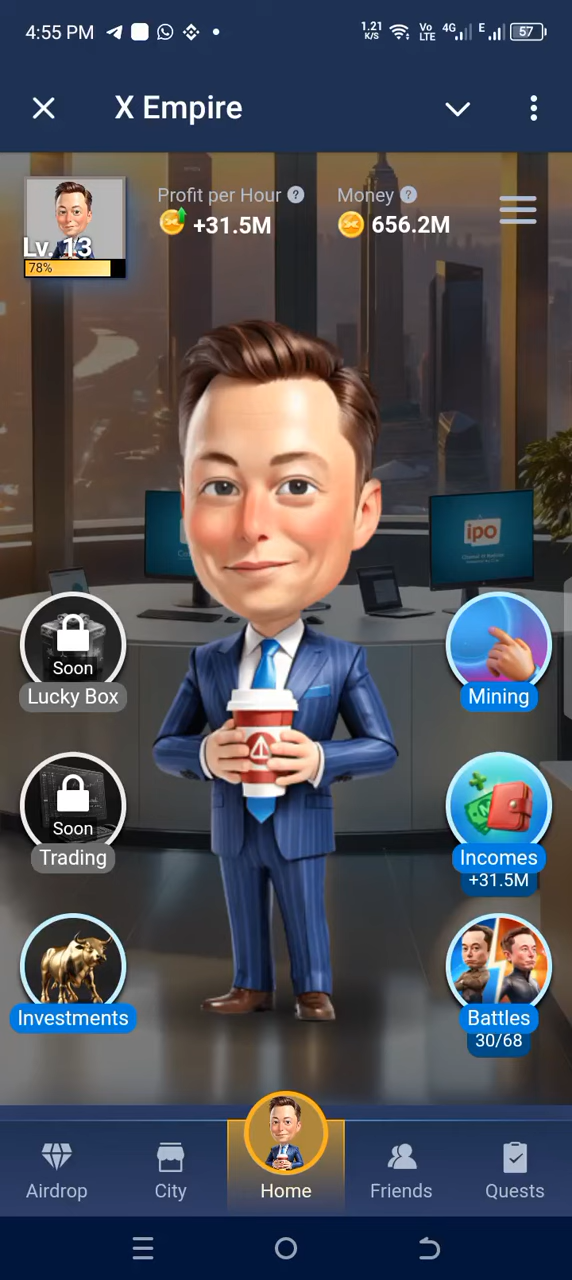 4:55 PM
1.21 K/S
Vo LTE
4G
E
57
X Empire
Profit per Hour ?
+31.5M
Money ?
656.2M
Lv. 13
78%
ipo
Soon
Lucky Box
Mining
Soon
Trading
Incomes
+31.5M
Investments
Battles
30/68
Airdrop
City
Home
Friends
Quests